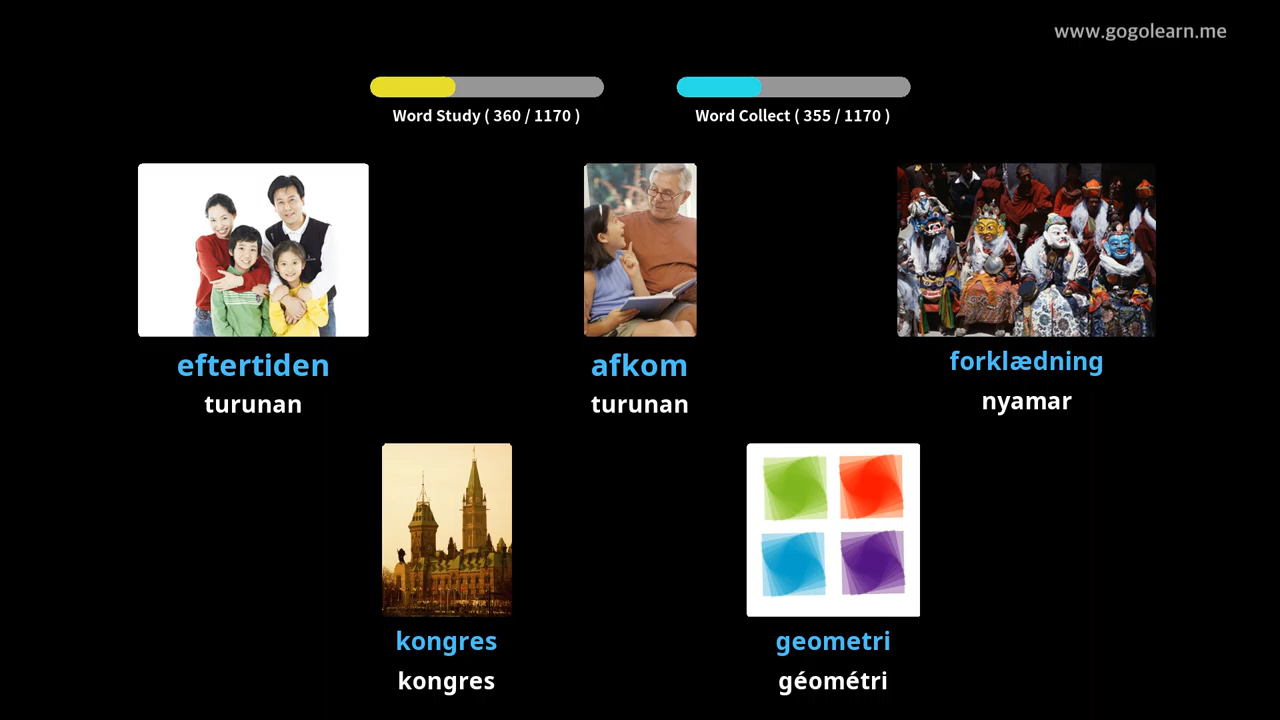 www.gogolearn.me
Word Study ( 360 / 1170 )
Word Collect ( 355 / 1170 )
eftertiden
turunan
afkom
turunan
forklædning
nyamar
kongres
kongres
geometri
géométri